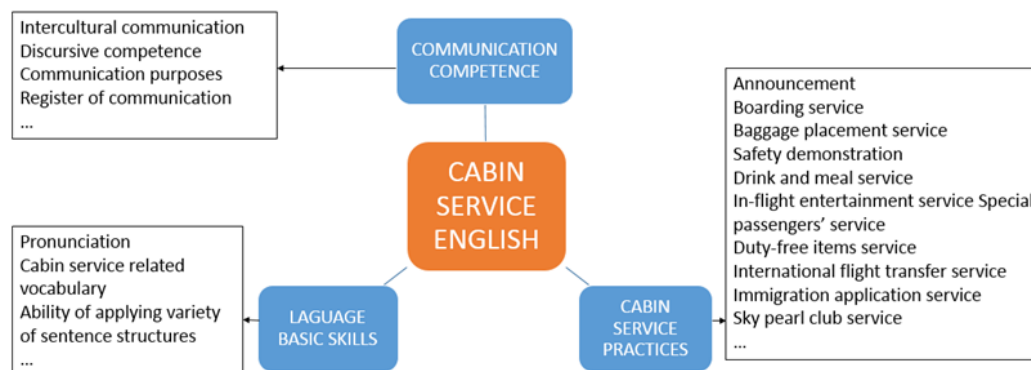 Intercultural communication
Discursive competence
Communication purposes
Register of communication
...
COMMUNICATION
COMPETENCE
CABIN
SERVICE
ENGLISH
Pronunciation
Cabin service related
vocabulary
Ability of applying variety
of sentence structures
...
LAGUAGE
BASIC SKILLS
CABIN
SERVICE
PRACTICES
Announcement
Boarding service
Baggage placement service
Safety demonstration
Drink and meal service
In-flight entertainment service Special
passengers’ service
Duty-free items service
International flight transfer service
Immigration application service
Sky pearl club service
...